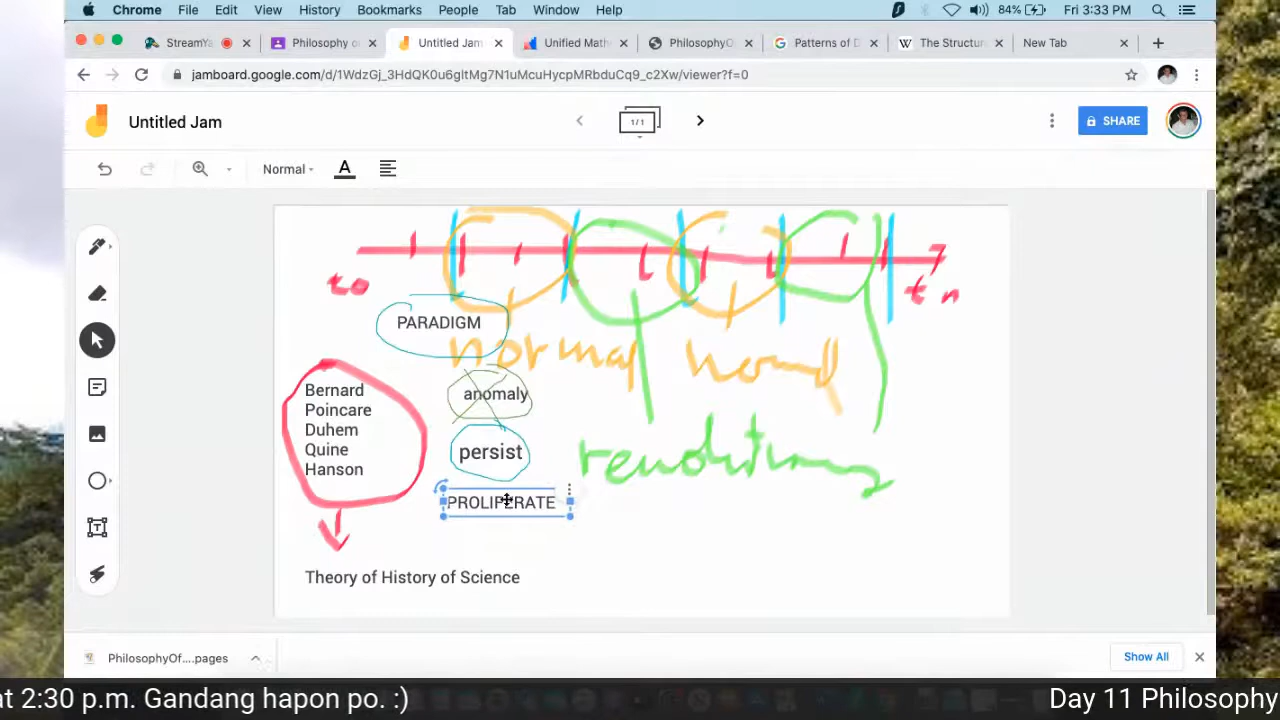 Chrome File Edit View History Bookmarks People Tab Window Help 84% Fri 3:33 PM
StreamYa Philosophy o Untitled Jam Unified Math PhilosophyO Patterns of D The Structur New Tab
jamboard.google.com/d/1WdzGj_3HdQK0u6gltMg7N1uMcuHycpMRbduCq9_c2Xw/viewer?f=0
Untitled Jam
1/1
SHARE
Normal
A
to
tn
PARADIGM
normal
anomaly
Bernard
Poincare
Duhem
Quine
Hanson
persist
PROLIFERATE
Theory of History of Science
PhilosophyOf....pages
Show All
at 2:30 p.m. Gandang hapon po. :)
Day 11 Philosophy